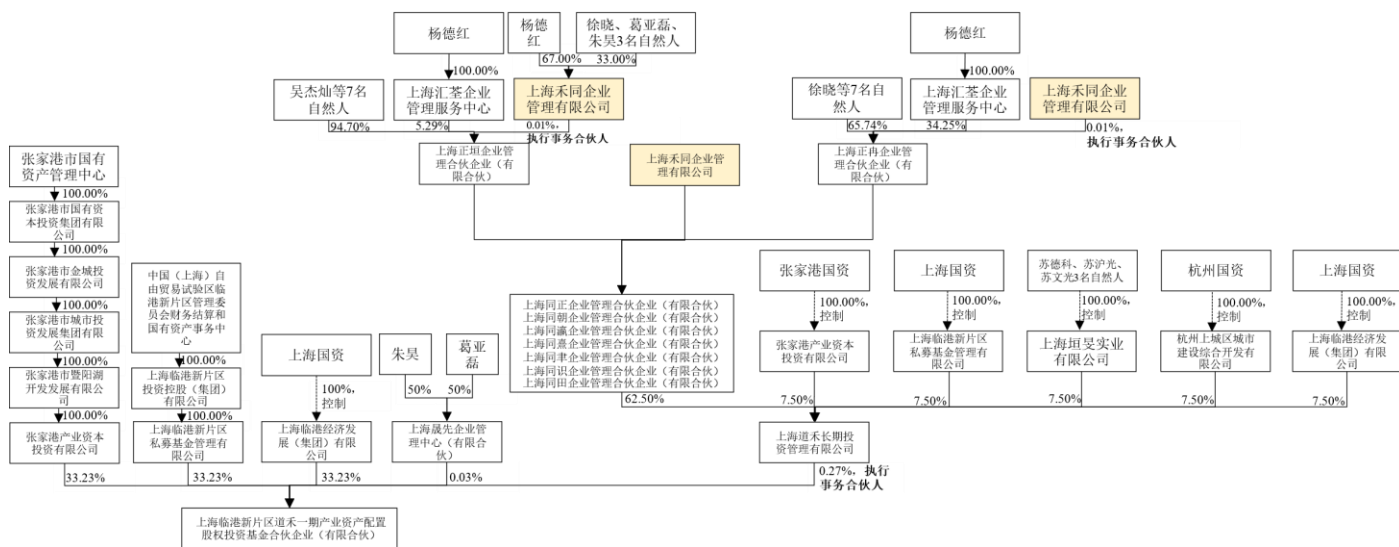 杨德红
杨德
红
徐晓、葛亚磊、
朱昊3名自然人
杨德红
100.00%
67.00%
33.00%
100.00%
吴杰灿等7名
自然人
上海汇荃企业
管理服务中心
上海禾同企业
管理有限公司
徐晓等7名自
然人
上海汇荃企业
管理服务中心
上海禾同企业
管理有限公司
94.70%
5.29%
0.01%，
执行事务合伙人
65.74%
34.25%
0.01%，
执行事务合伙人
上海正垣企业管
理合伙企业（有
限合伙）
上海禾同企业管
理有限公司
上海正冉企业管
理合伙企业（有
限合伙）
张家港市国有
资产管理中心
100.00%
张家港市国有资
本投资集团有限
公司
100.00%
张家港市金城投
资发展有限公司
100.00%
张家港市城市投
资发展集团有限
公司
100.00%
张家港市暨阳湖
开发发展有限公
司
100.00%
张家港产业资本
投资有限公司
33.23%
中国（上海）自
由贸易试验区临
港新片区管理委
员会财务结算和
国有资产事务中
心
100.00%
上海临港新片区
投资控股（集团）
有限公司
100.00%
上海临港新片区
私募基金管理有
限公司
33.23%
上海国资
100%，
控制
上海临港经济发
展（集团）有限
公司
33.23%
朱昊
葛亚
磊
50%
50%
上海晟先企业
管理中心（有限合
伙）
0.03%
上海同正企业管理合伙企业（有限合伙）
上海同朝企业管理合伙企业（有限合伙）
上海同瀛企业管理合伙企业（有限合伙）
上海同熹企业管理合伙企业（有限合伙）
上海同聿企业管理合伙企业（有限合伙）
上海同识企业管理合伙企业（有限合伙）
上海同田企业管理合伙企业（有限合伙）
62.50%
张家港国资
100.00%，
控制
张家港产业资本
投资有限公司
7.50%
上海国资
100.00%，
控制
上海临港新片区
私募基金管理有
限公司
7.50%
苏德科、苏沪光、
苏文光3名自然人
100.00%，
控制
上海垣旻实业
有限公司
7.50%
杭州国资
100.00%，
控制
杭州上城区城市
建设综合开发有
限公司
7.50%
上海国资
100.00%，
控制
上海临港经济发
展（集团）有限
公司
7.50%
上海道禾长期投
资管理有限公司
0.27%，执行
事务合伙人
上海临港新片区道禾一期产业资产配置
股权投资基金合伙企业（有限合伙）